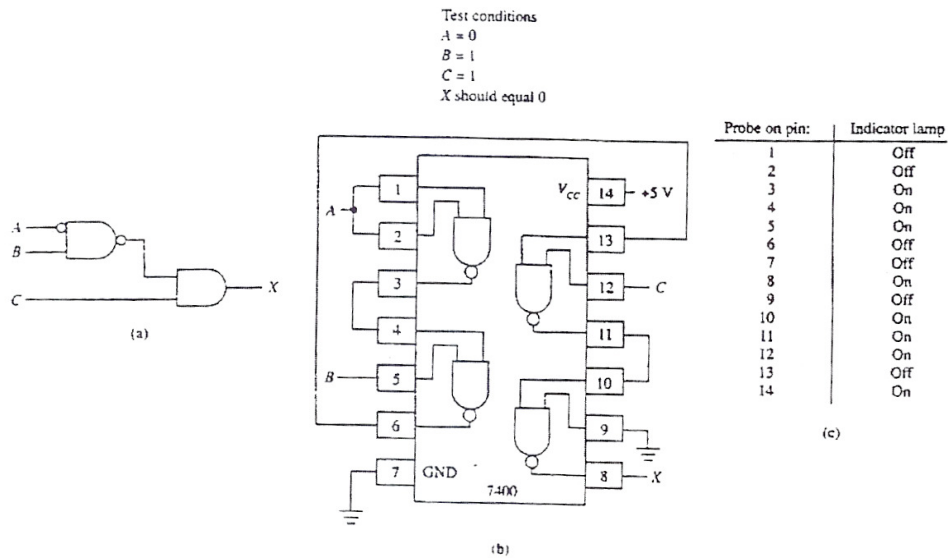 Test conditions
A = 0
B = 1
C = 1
X should equal 0
A
B
C
X
(a)
A
B
1
2
3
4
5
6
7
GND
7400
V_CC
14
+5 V
13
12
C
11
10
9
8
X
(b)
Probe on pin: Indicator lamp
1 Off
2 Off
3 On
4 On
5 On
6 Off
7 Off
8 On
9 Off
10 On
11 On
12 On
13 Off
14 On
(c)